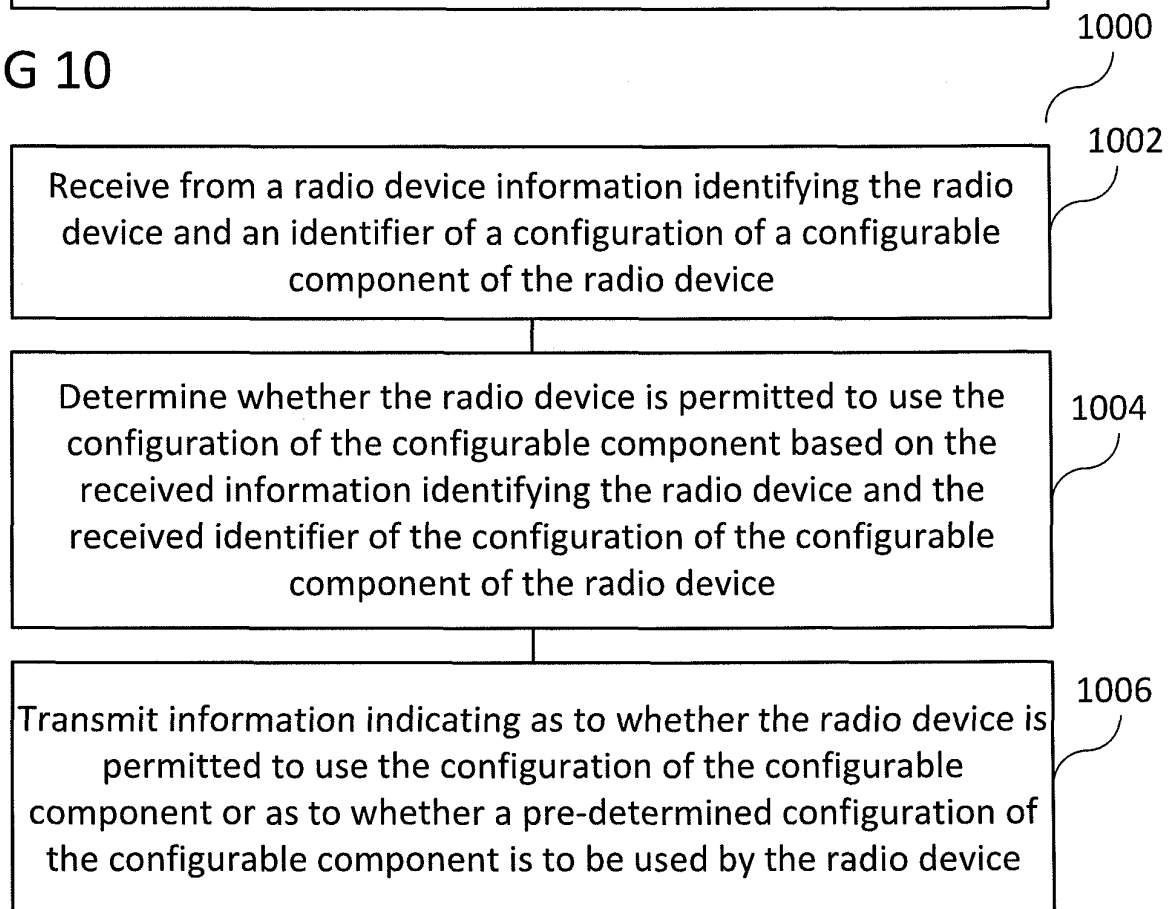 1000
G 10
1002
Receive from a radio device information identifying the radio
device and an identifier of a configuration of a configurable
component of the radio device
Determine whether the radio device is permitted to use the
configuration of the configurable component based on the
received information identifying the radio device and the
received identifier of the configuration of the configurable
component of the radio device
1004
Transmit information indicating as to whether the radio device is
permitted to use the configuration of the configurable
component or as to whether a pre-determined configuration of
the configurable component is to be used by the radio device
1006